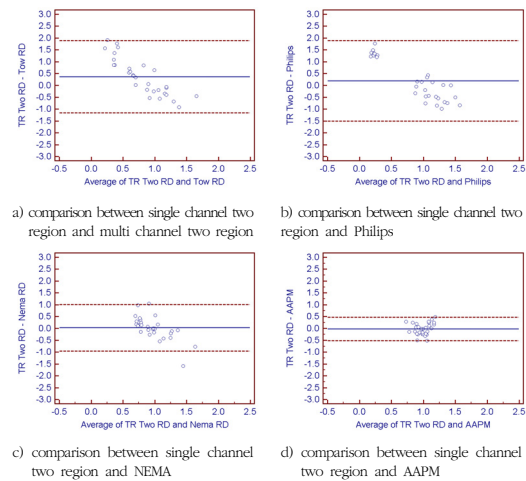 3.0
2.5
2.0
1.5
1.0
0.5
0.0
-0.5
-1.0
-1.5
-2.0
-2.5
-3.0
TR Two RD - Tow RD
-0.5 0.0 0.5 1.0 1.5 2.0 2.5
Average of TR Two RD and Tow RD
a) comparison between single channel two
region and multi channel two region
3.0
2.5
2.0
1.5
1.0
0.5
0.0
-0.5
-1.0
-1.5
-2.0
-2.5
-3.0
TR Two RD - Philips
-0.5 0.0 0.5 1.0 1.5 2.0 2.5
Average of TR Two RD and Philips
b) comparison between single channel two
region and Philips
3.0
2.5
2.0
1.5
1.0
0.5
0.0
-0.5
-1.0
-1.5
-2.0
-2.5
-3.0
TR Two RD - Nema RD
-0.5 0.0 0.5 1.0 1.5 2.0 2.5
Average of TR Two RD and Nema RD
c) comparison between single channel
two region and NEMA
3.0
2.5
2.0
1.5
1.0
0.5
0.0
-0.5
-1.0
-1.5
-2.0
-2.5
-3.0
TR Two RD - AAPM
-0.5 0.0 0.5 1.0 1.5 2.0 2.5
Average of TR Two RD and AAPM
d) comparison between single channel
two region and AAPM